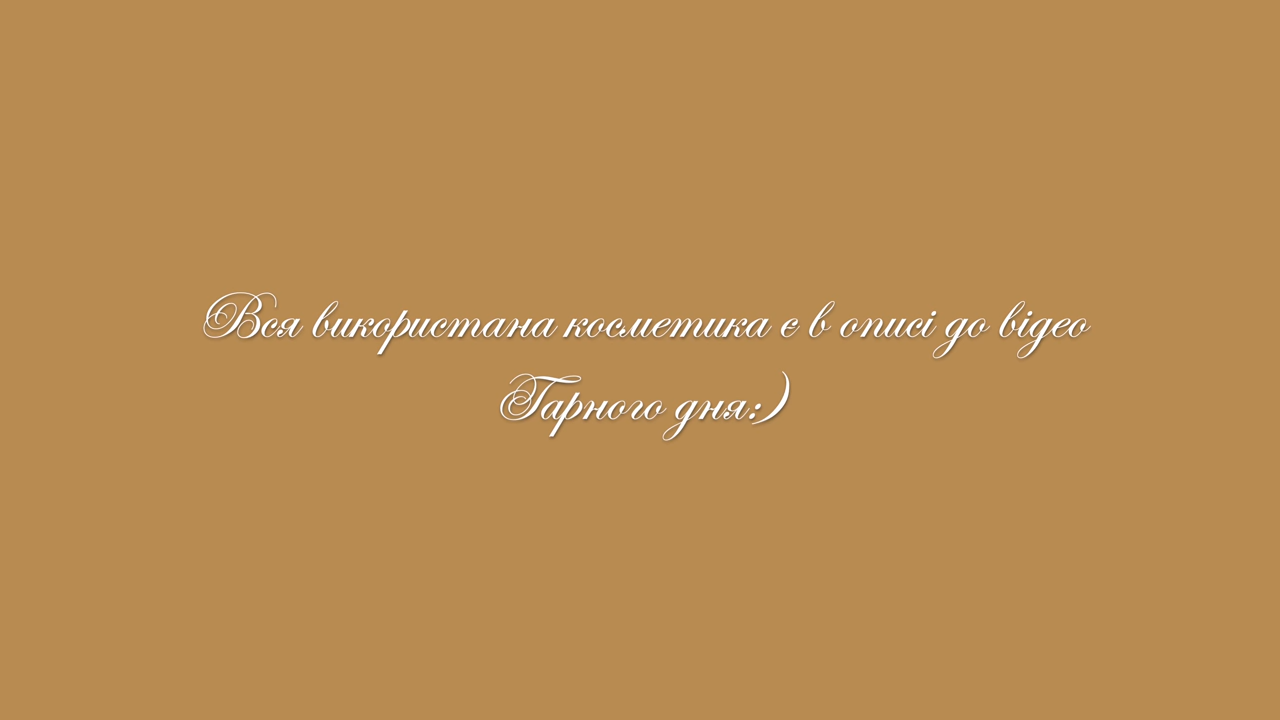 Вся використана косметика є в описі до відео
Гарного дня:)